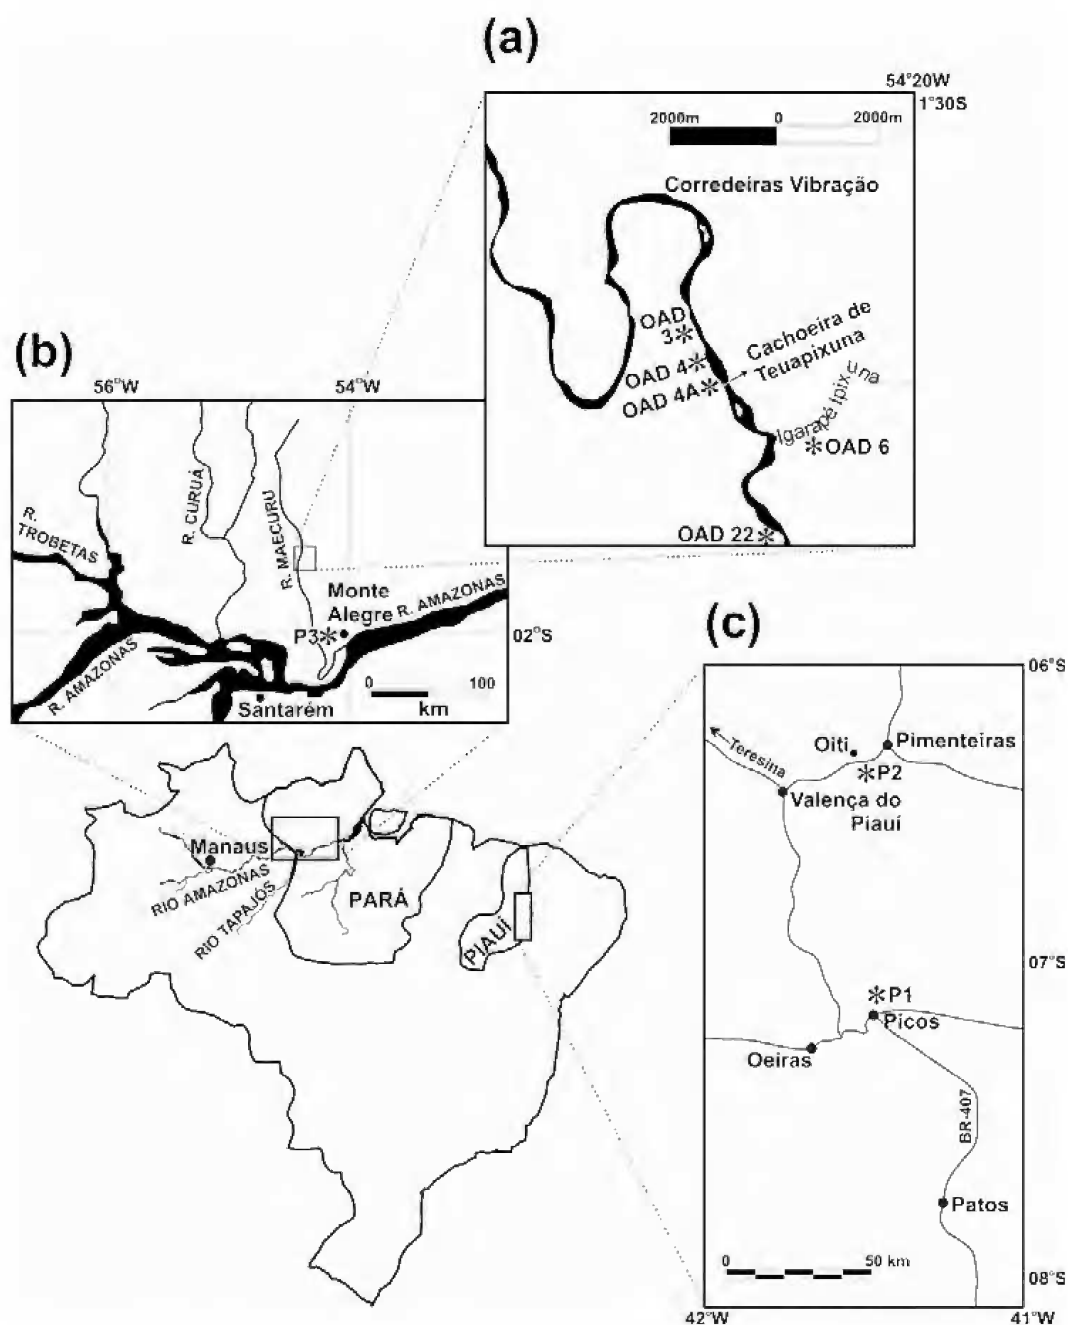 (a)
54°20W
1°30S
2000m 0 2000m
Corredeiras Vibração
OAD
3
OAD 4
OAD 4A
Cachoeira de
Teuapixuna
Igarapé Ipixuna
OAD 6
OAD 22
(b)
56°W
54°W
R.
TROBETAS
R. CURUÁ
R. MAECURU
Monte
Alegre
R. AMAZONAS
P3
02°S
R. AMAZONAS
Santarém
0 100
km
Manaus
RIO AMAZONAS
RIO TAPAJÓS
PARÁ
PIAUÍ
(c)
06°S
Teresina
Oiti
Pimenteiras
P2
Valença do
Piauí
07°S
P1
Picos
Oeiras
BR-407
Patos
0 50 km
08°S
42°W
41°W